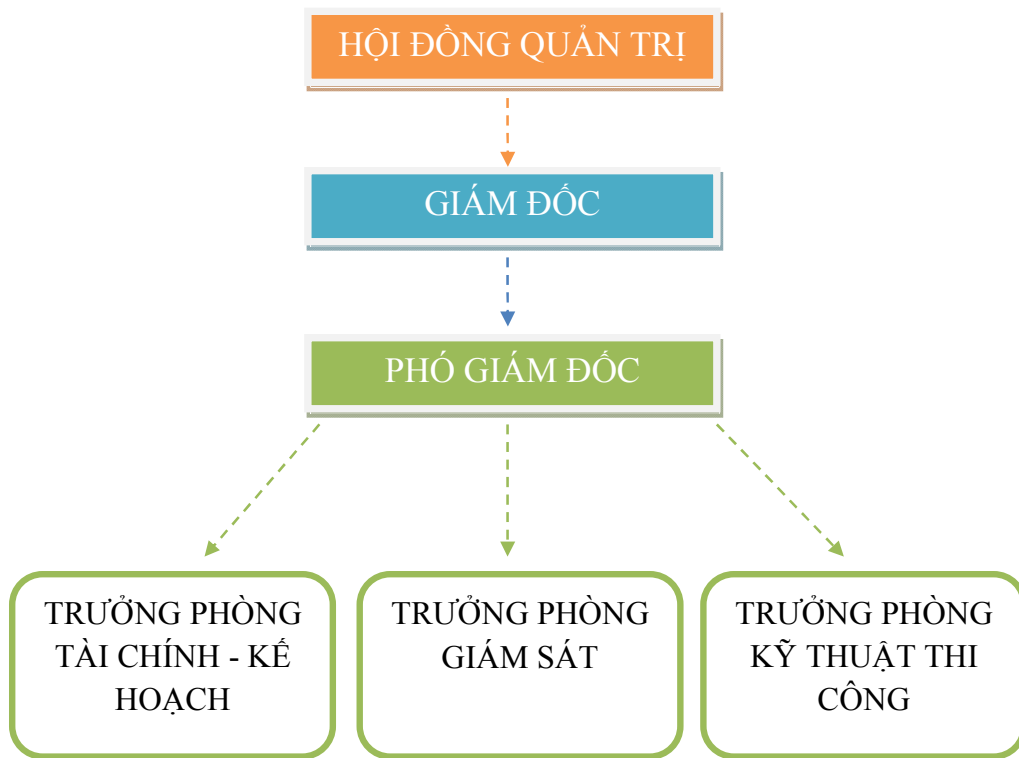 HỘI ĐỒNG QUẢN TRỊ
GIÁM ĐỐC
PHÓ GIÁM ĐỐC
TRƯỞNG PHÒNG
TÀI CHÍNH - KẾ
HOẠCH
TRƯỞNG PHÒNG
GIÁM SÁT
TRƯỞNG PHÒNG
KỸ THUẬT THI
CÔNG